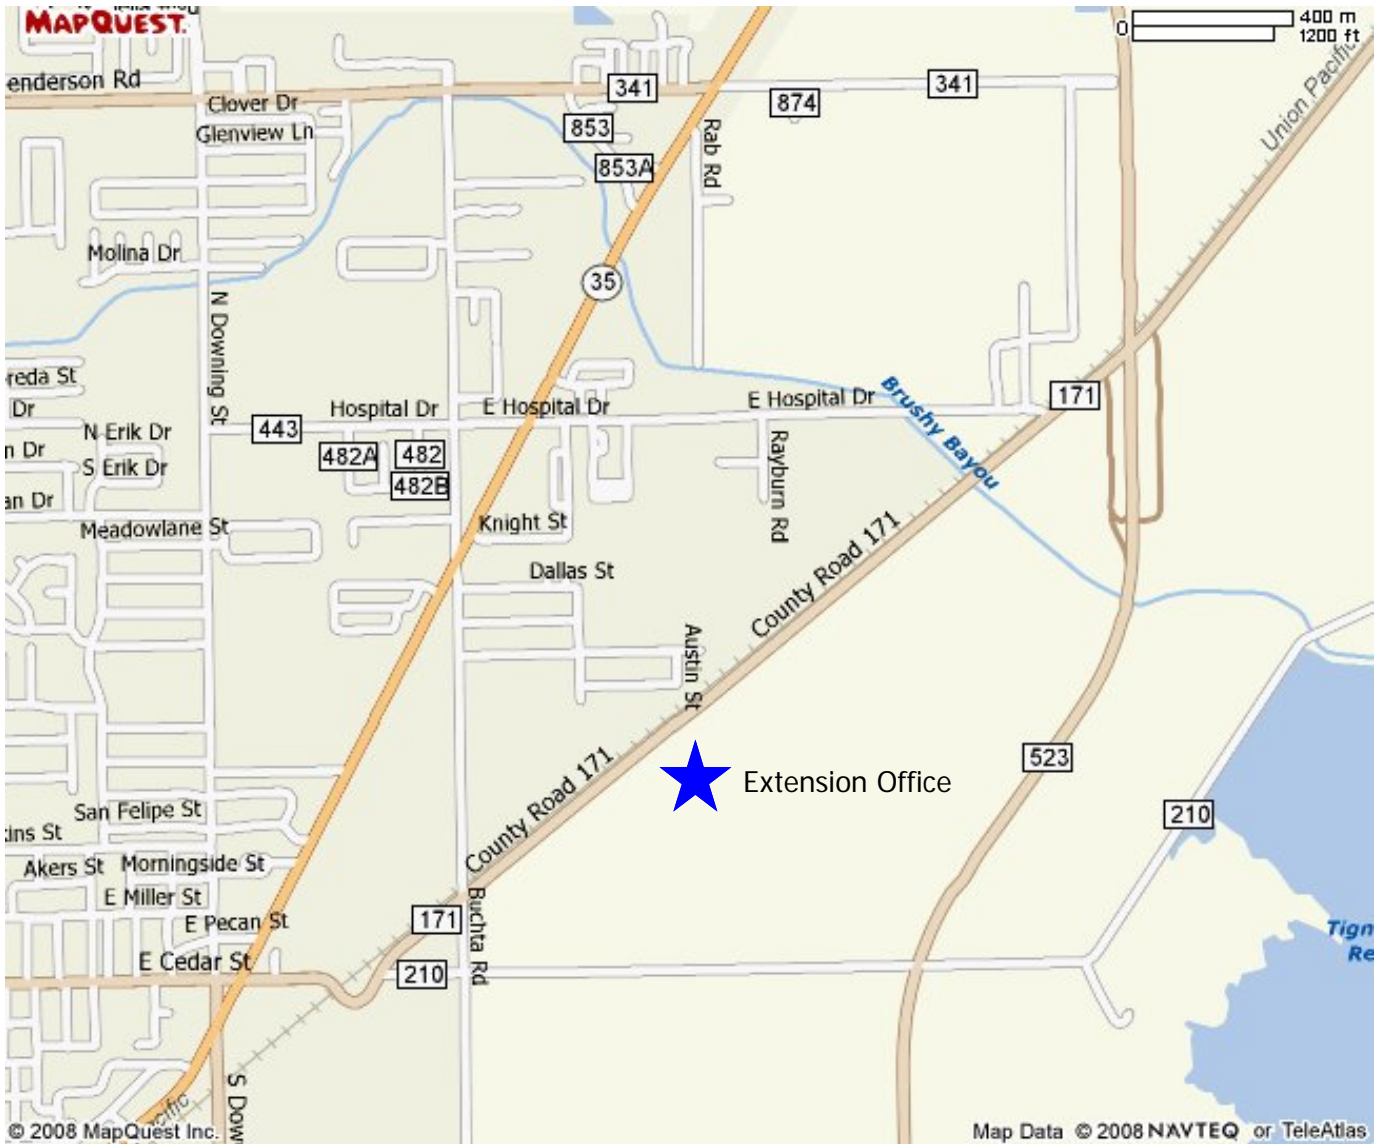 MAPQUEST.
0
400 m
1200 ft
enderson Rd
341
341
874
Clover Dr
Glenview Ln
853
853A
Rab Rd
Union Pacific
Molina Dr
35
N Downing St
reda St
Dr
Hospital Dr
E Hospital Dr
E Hospital Dr
171
Brushy Bayou
443
N Erik Dr
n Dr
S Erik Dr
482A
482
482B
Rayburn Rd
an Dr
Meadowlane St
Knight St
County Road 171
Dallas St
Austin St
523
Extension Office
County Road 171
San Felipe St
210
ins St
Akers St
Morningside St
E Miller St
Buchta Rd
171
E Pecan St
Tign
Re
E Cedar St
210
S Dow
cific
© 2008 MapQuest Inc.
Map Data © 2008 NAVTEQ or TeleAtlas